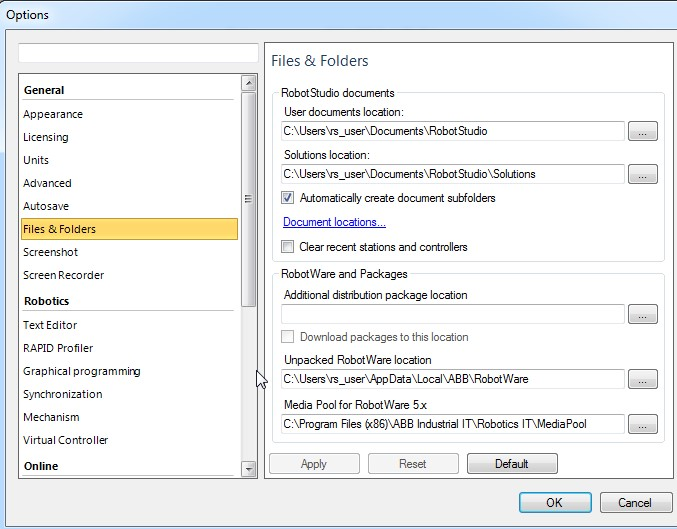 Options
General
Appearance
Licensing
Units
Advanced
Autosave
Files & Folders
Screenshot
Screen Recorder
Robotics
Text Editor
RAPID Profiler
Graphical programming
Synchronization
Mechanism
Virtual Controller
Online
Files & Folders
RobotStudio documents
User documents location:
C:\Users\rs_user\Documents\RobotStudio
...
Solutions location:
C:\Users\rs_user\Documents\RobotStudio\Solutions
...
Automatically create document subfolders
Document locations...
Clear recent stations and controllers
RobotWare and Packages
Additional distribution package location
...
Download packages to this location
Unpacked RobotWare location
C:\Users\rs_user\AppData\Local\ABB\RobotWare
...
Media Pool for RobotWare 5.x
C:\Program Files (x86)\ABB Industrial IT\Robotics IT\MediaPool
...
Apply
Reset
Default
OK
Cancel